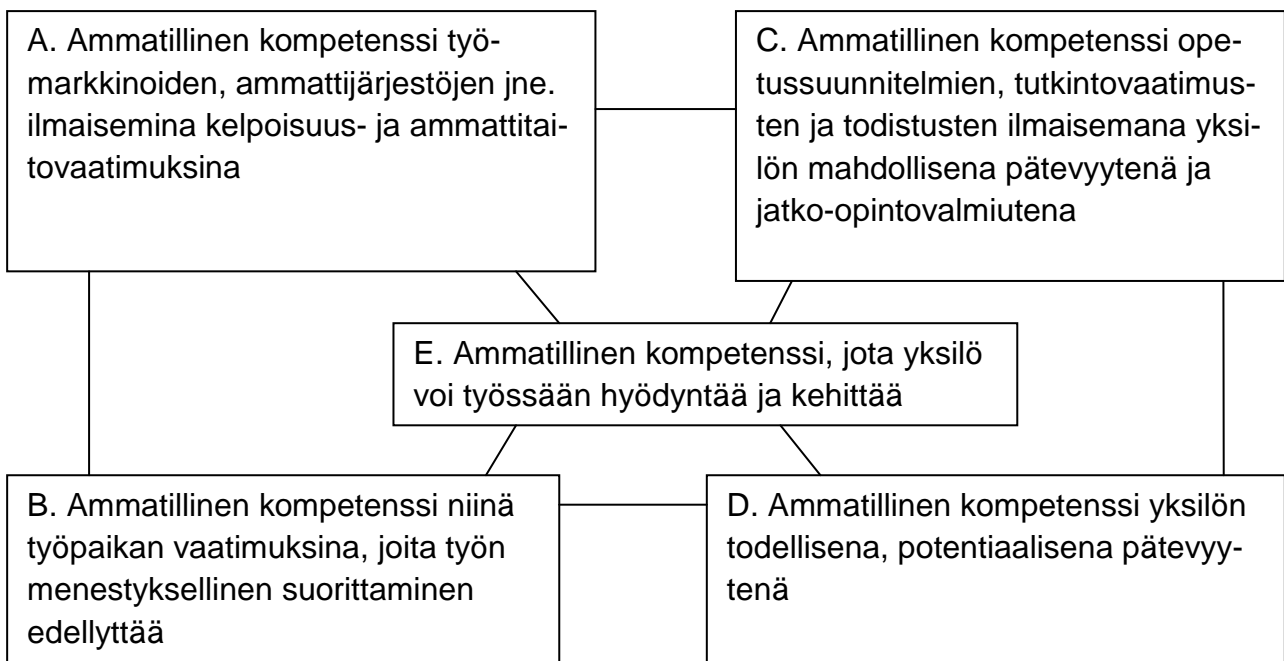 A. Ammatillinen kompetenssi työ-
markkinoiden, ammattijärjestöjen jne.
ilmaisemina kelpoisuus- ja ammattitai-
tovaatimuksina
C. Ammatillinen kompetenssi ope-
tussuunnitelmien, tutkintovaatimus-
ten ja todistusten ilmaisemana yksi-
lön mahdollisena pätevyytenä ja
jatko-opintovalmiutena
E. Ammatillinen kompetenssi, jota yksilö
voi työssään hyödyntää ja kehittää
B. Ammatillinen kompetenssi niinä
työpaikan vaatimuksina, joita työn
menestyksellinen suorittaminen
edellyttää
D. Ammatillinen kompetenssi yksilön
todellisena, potentiaalisena pätevyy-
tenä